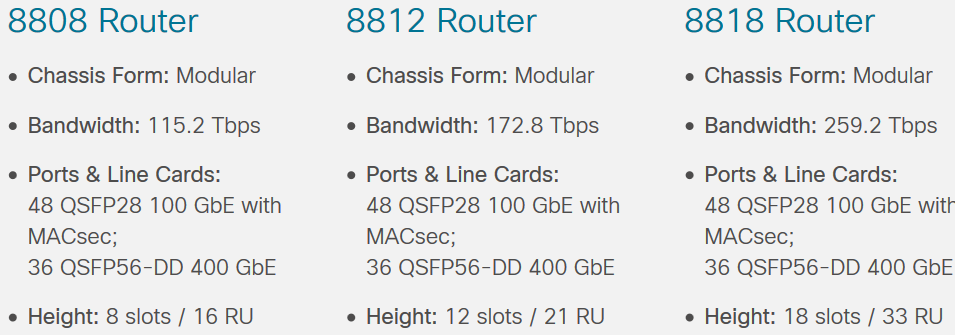 8808 Router
• Chassis Form: Modular
• Bandwidth: 115.2 Tbps
• Ports & Line Cards:
48 QSFP28 100 GbE with
MACsec;
36 QSFP56-DD 400 GbE
• Height: 8 slots / 16 RU
8812 Router
• Chassis Form: Modular
• Bandwidth: 172.8 Tbps
• Ports & Line Cards:
48 QSFP28 100 GbE with
MACsec;
36 QSFP56-DD 400 GbE
• Height: 12 slots / 21 RU
8818 Router
• Chassis Form: Modular
• Bandwidth: 259.2 Tbps
• Ports & Line Cards:
48 QSFP28 100 GbE with
MACsec;
36 QSFP56-DD 400 GbE
• Height: 18 slots / 33 RU